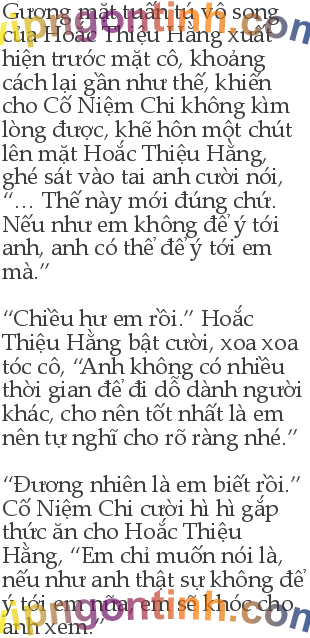 Gương mặt tuấn tú vô song
của Hoắc Thiệu Hằng xuất
hiện trước mặt cô, khoảng
cách lại gần như thế, khiến
cho Cố Niệm Chi không kìm
lòng được, khẽ hôn một chút
lên mặt Hoắc Thiệu Hằng,
ghé sát vào tai anh cười nói,
“… Thế này mới đúng chứ.
Nếu như em không để ý tới
anh, anh có thể để ý tới em
mà.”
“Chiều hư em rồi.” Hoắc
Thiệu Hằng bật cười, xoa xoa
tóc cô, “Anh không có nhiều
thời gian để đi dỗ dành người
khác, cho nên tốt nhất là em
nên tự nghĩ cho rõ ràng nhé.”
“Đương nhiên là em biết rồi.”
Cố Niệm Chi cười hì hì gắp
thức ăn cho Hoắc Thiệu
Hằng, “Em chỉ muốn nói là,
nếu như anh thật sự không để
ý tới em nữa, em sẽ khóc cho
anh xem.”
vipngontinh.com
vipngontinh.com